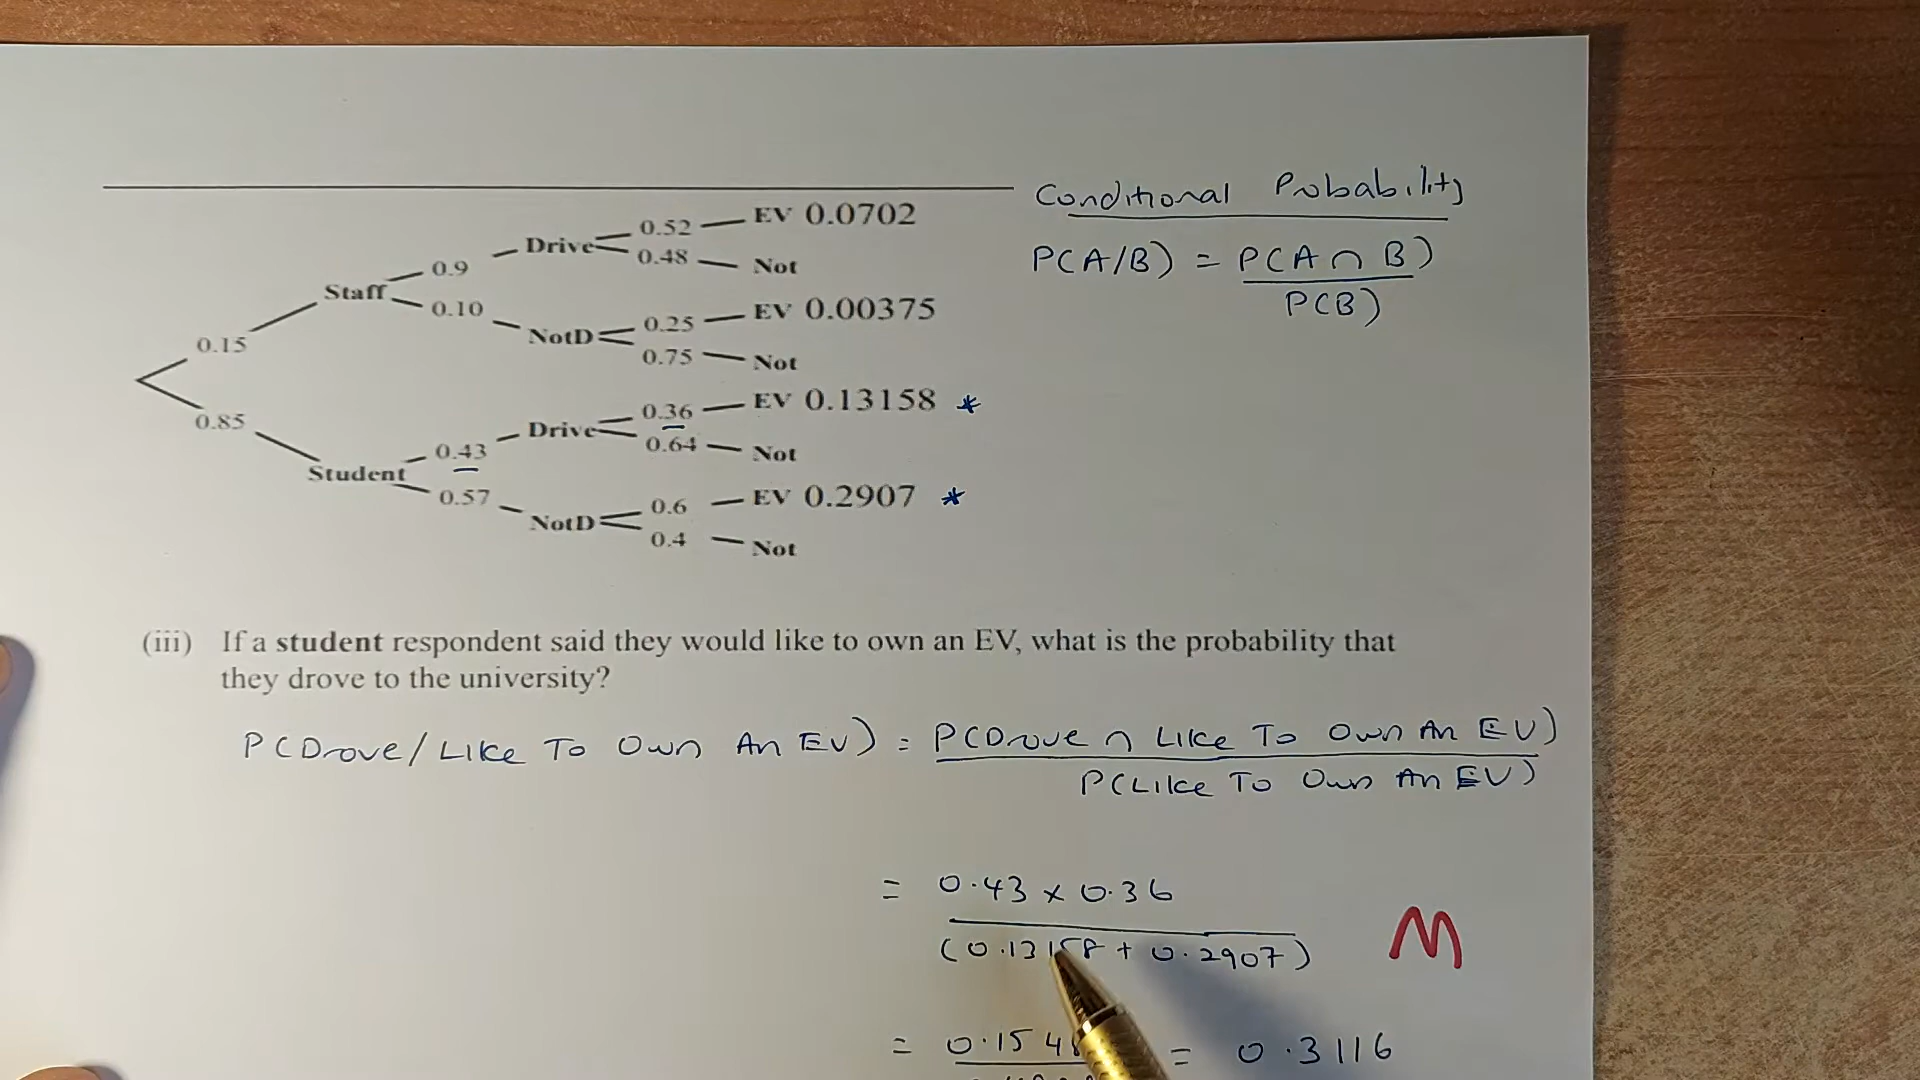 Conditional Probability
0.52 EV 0.0702
Drive
0.9 0.48 Not
Staff
0.10 0.25 EV 0.00375
NotD
0.15 0.75 Not
0.36 EV 0.13158 *
0.85 Drive
0.43 0.64 Not
Student
0.57 0.6 EV 0.2907 *
NotD
0.4 Not
P(A/B) = P(A ∩ B)
P(B)
(iii) If a student respondent said they would like to own an EV, what is the probability that
they drove to the university?
P(Drove/Like To Own An EV) = P(Drove ∩ Like To Own An EV)
P(Like To Own An EV)
= 0.43 x 0.36
(0.13158 + 0.2907) M
= = 0.3116